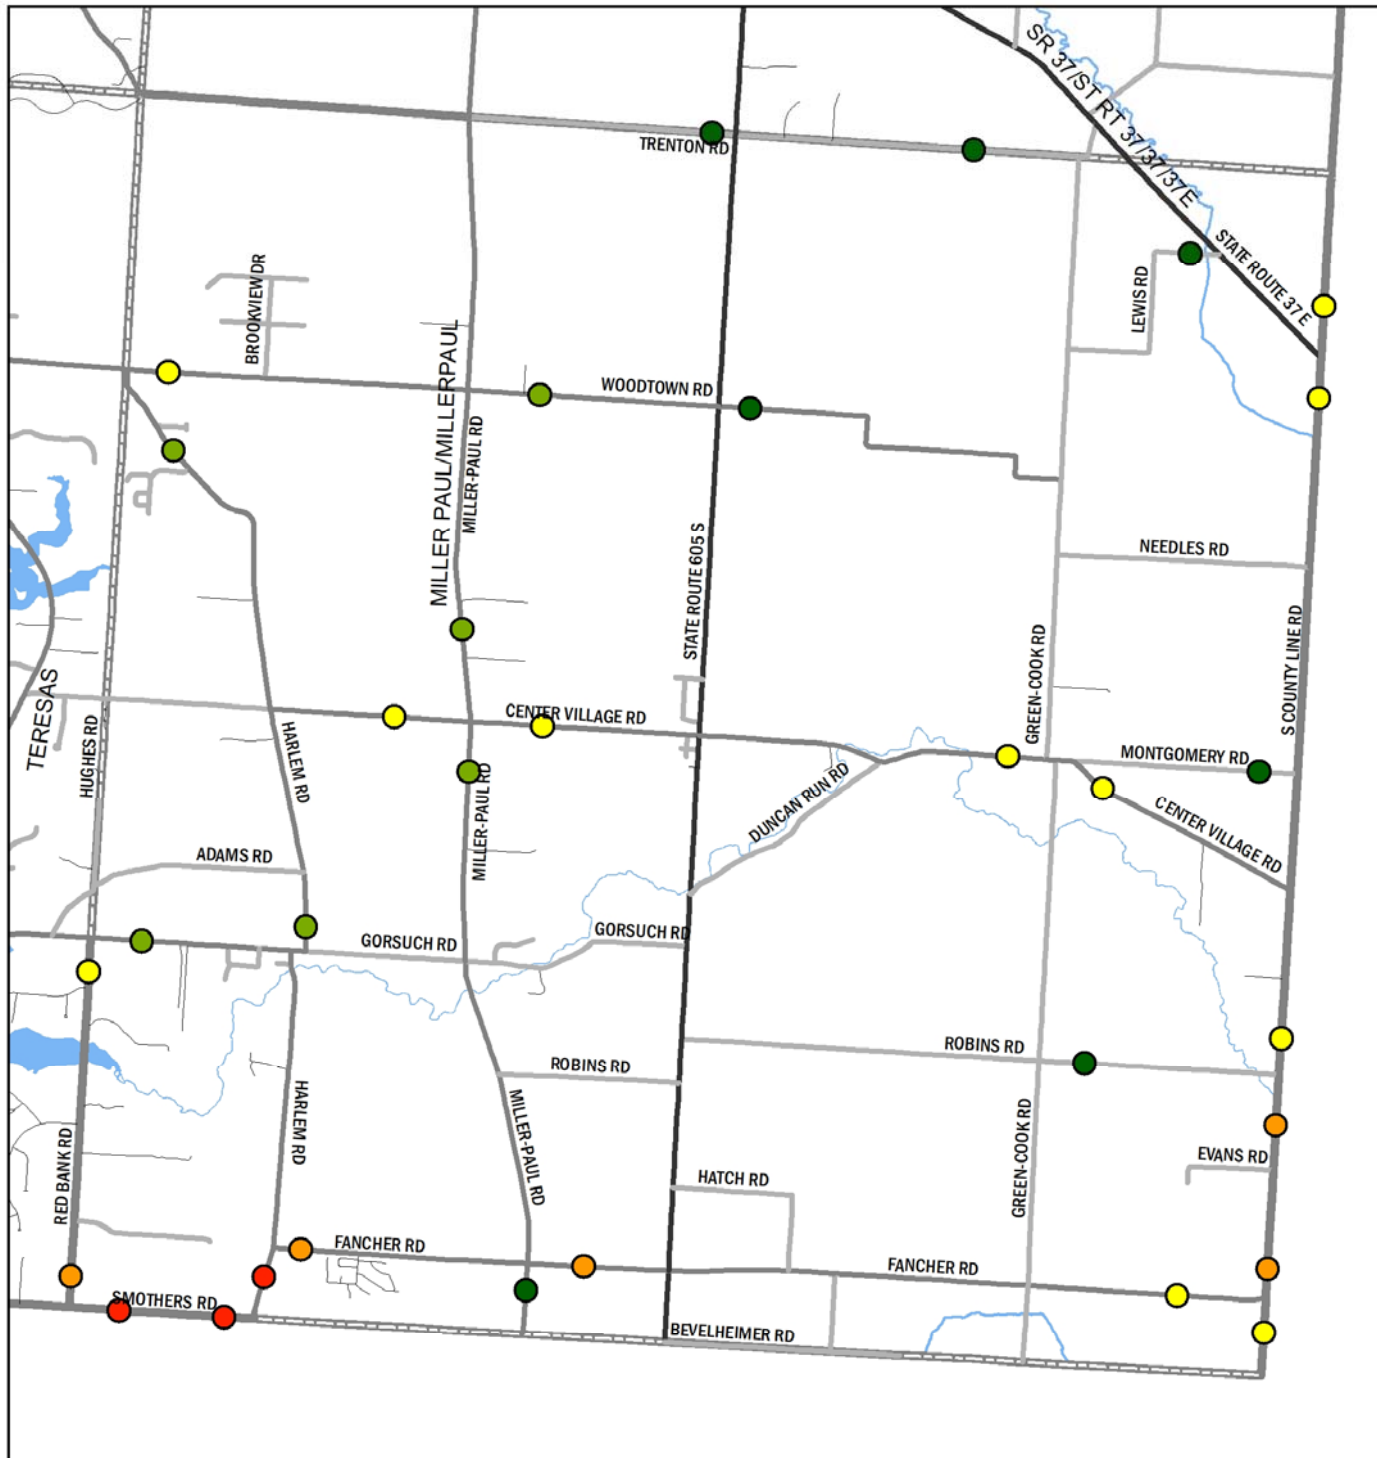 SR 37/ST RT 37/37/37E
TRENTON RD
STATE ROUTE 37 E
BROOKVIEW DR
LEWIS RD
MILLER PAUL/MILLERPAUL
WOODTOWN RD
MILLER-PAUL RD
STATE ROUTE 605 S
NEEDLES RD
GREEN-COOK RD
S COUNTY LINE RD
TERESAS
HUGHES RD
HARLEM RD
CENTER VILLAGE RD
MONTGOMERY RD
MILLER-PAUL RD
DUNCAN RUN RD
CENTER VILLAGE RD
ADAMS RD
GORSUCH RD
GORSUCH RD
ROBINS RD
ROBINS RD
HARLEM RD
MILLER-PAUL RD
RED BANK RD
HATCH RD
GREEN-COOK RD
EVANS RD
FANCHER RD
FANCHER RD
SMOTHERS RD
BEVELHEIMER RD